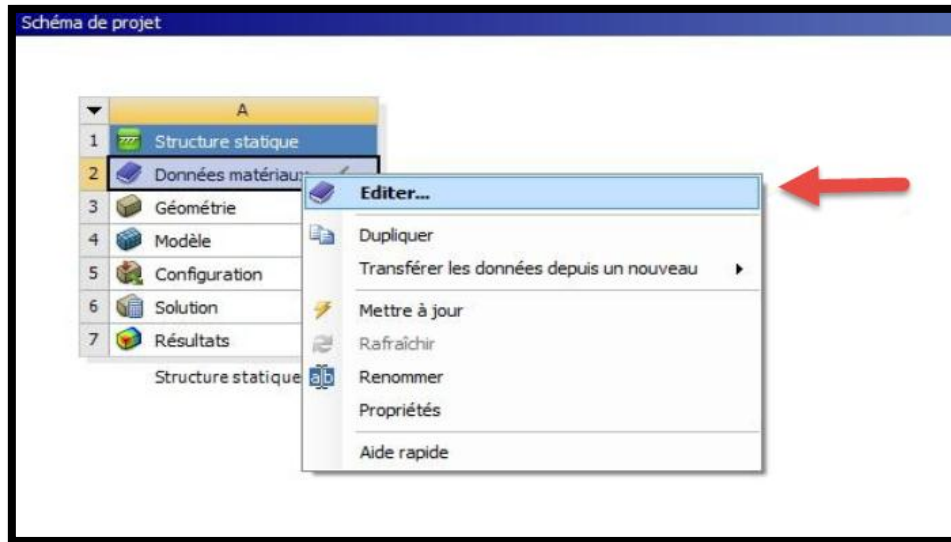 Schéma de projet
A
1 Structure statique
2 Données matériaux
3 Géométrie
4 Modèle
5 Configuration
6 Solution
7 Résultats
Structure statique
Editer...
Dupliquer
Transférer les données depuis un nouveau
Mettre à jour
Rafraîchir
ab Renommer
Propriétés
Aide rapide